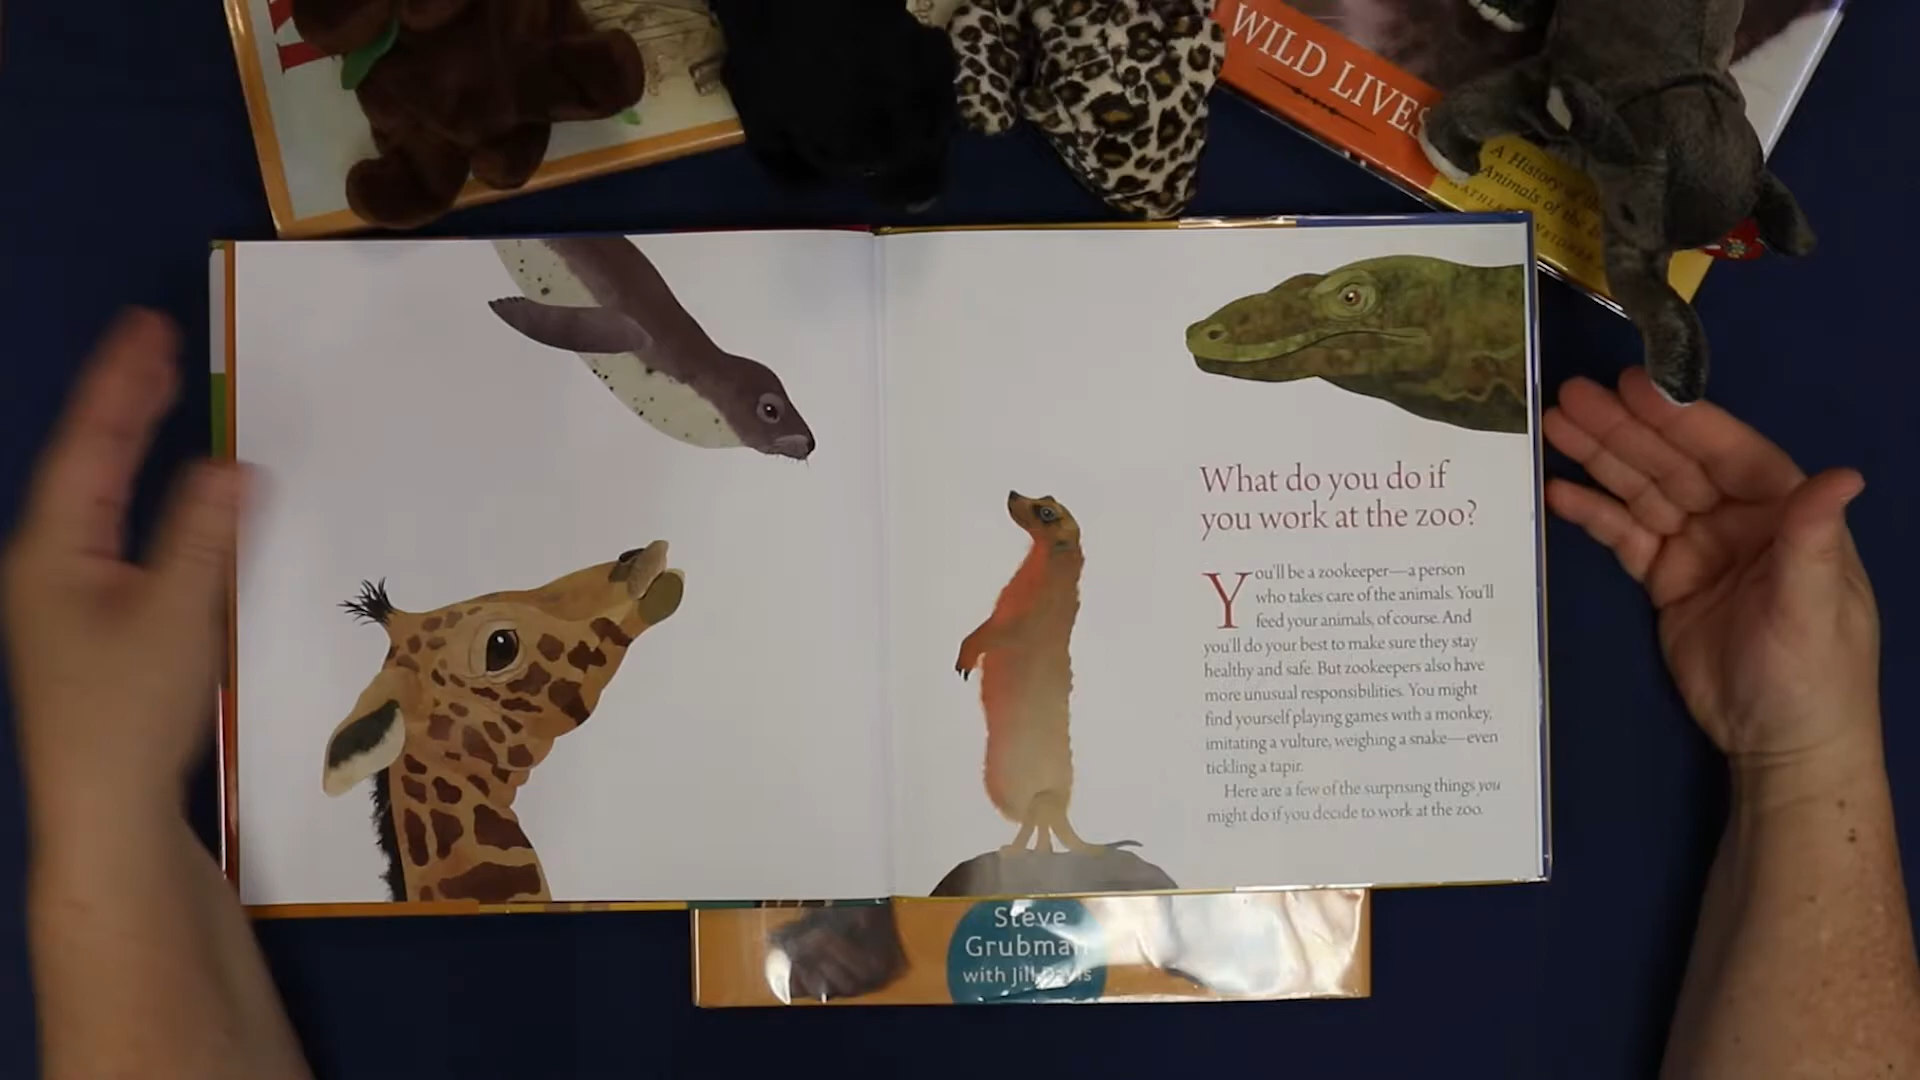 WILD LIVES
A History of
Animals of the
What do you do if
you work at the zoo?
You'll be a zookeeper—a person
who takes care of the animals. You'll
feed your animals, of course. And
you'll do your best to make sure they stay
healthy and safe. But zookeepers also have
more unusual responsibilities. You might
find yourself playing games with a monkey,
imitating a vulture, weighing a snake—even
tickling a tapir.
Here are a few of the surprising things you
might do if you decide to work at the zoo.
Steve
Grubman
with Jill Davis